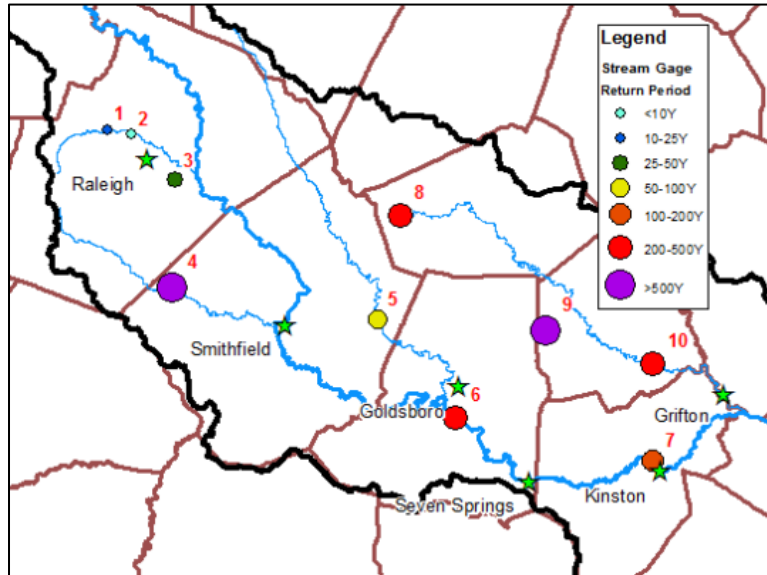 Legend
Stream Gage
Return Period
<10Y
10-25Y
25-50Y
50-100Y
100-200Y
200-500Y
>500Y
1
2
3
Raleigh
8
4
5
9
Smithfield
10
6
Goldsboro
Grifton
7
Seven Springs
Kinston